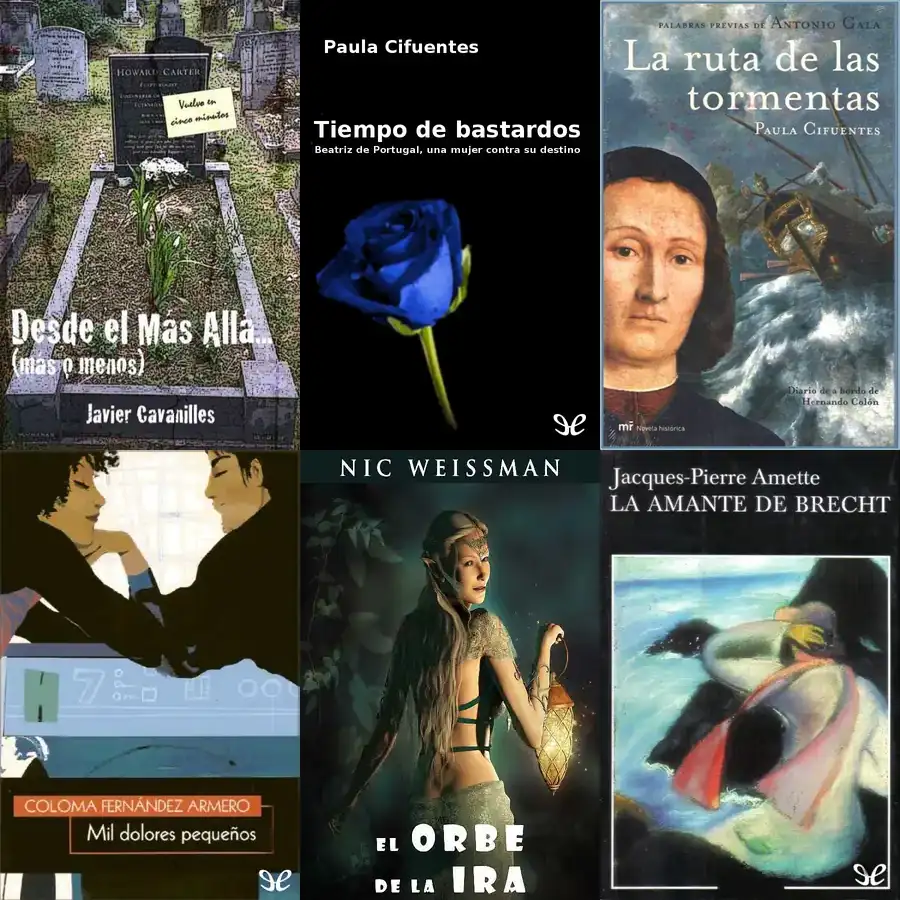 HOWARD CARTER
Vuelvo en
cinco minutos
Desde el Más Allá...
(más o menos)
Javier Cavanilles
Paula Cifuentes
Tiempo de bastardos
Beatriz de Portugal, una mujer contra su destino
PALABRAS PREVIAS DE ANTONIO GALA
La ruta de las
tormentas
PAULA CIFUENTES
Diario de a bordo de
Hernando Colón
mr Novela histórica
COLOMA FERNÁNDEZ ARMERO
Mil dolores pequeños
NIC WEISSMAN
EL ORBE
DE LA IRA
Jacques-Pierre Amette
LA AMANTE DE BRECHT